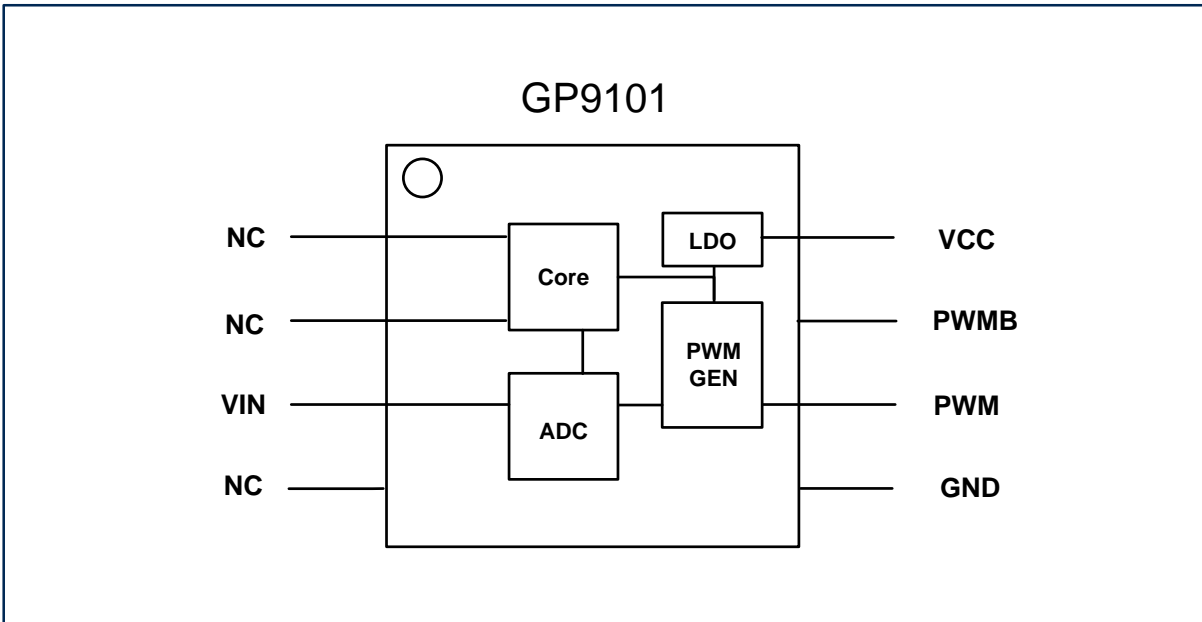 GP9101
NC
NC
VIN
NC
Core
ADC
LDO
PWM
GEN
VCC
PWMB
PWM
GND